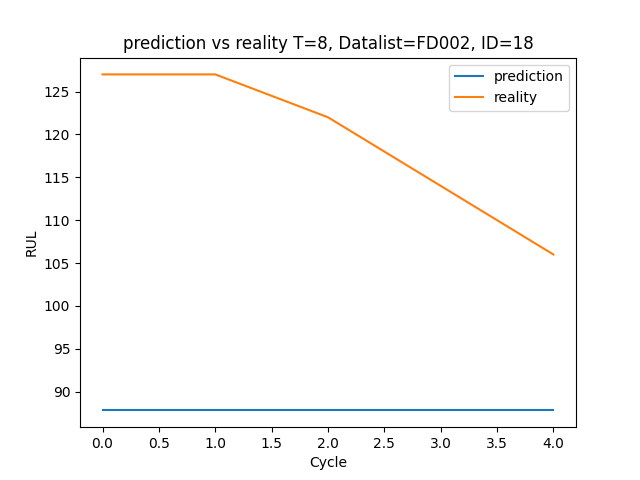 prediction vs reality T=8, Datalist=FD002, ID=18
prediction
reality
RUL
125
120
115
110
105
100
95
90
0.0 0.5 1.0 1.5 2.0 2.5 3.0 3.5 4.0
Cycle